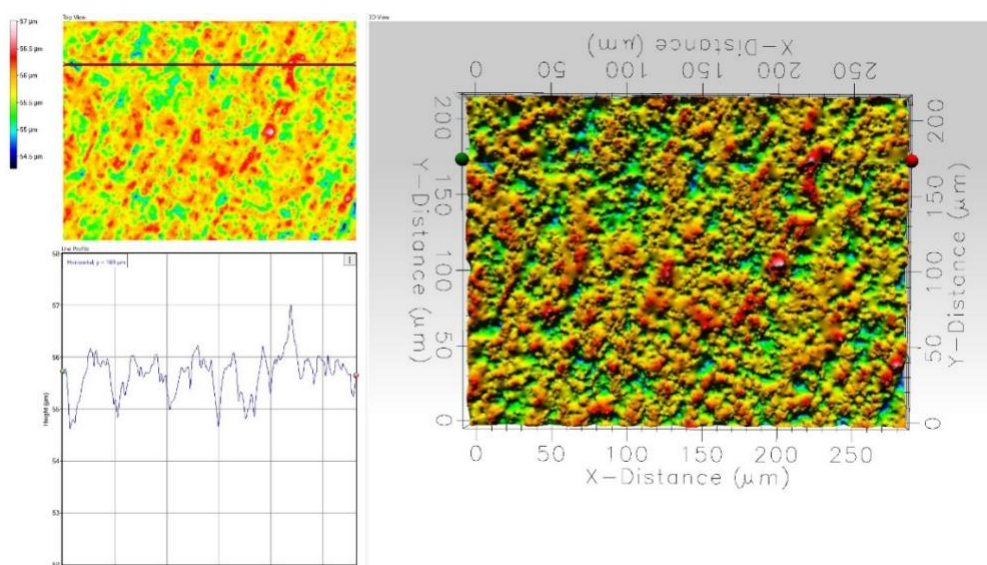 Top View
3D View
57 µm
56.5 µm
56 µm
55.5 µm
55 µm
54.5 µm
Line Profile
58
57
56
55
54
53
52
Height (µm)
X-Distance (µm)
0 50 100 150 200 250
200
150
100
50
0
Y-Distance (µm)
200
150
100
50
0
Y-Distance (µm)
0 50 100 150 200 250
X-Distance (µm)